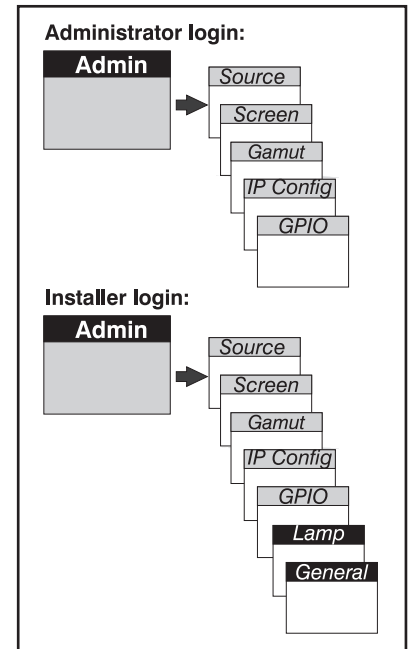 Administrator login:
Admin
Source
Screen
Gamut
IP Config
GPIO
Installer login:
Admin
Source
Screen
Gamut
IP Config
GPIO
Lamp
General